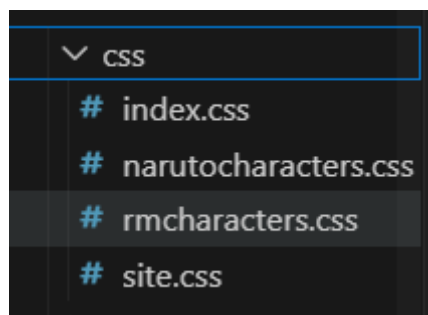 css
# index.css
# narutocharacters.css
# rmcharacters.css
# site.css